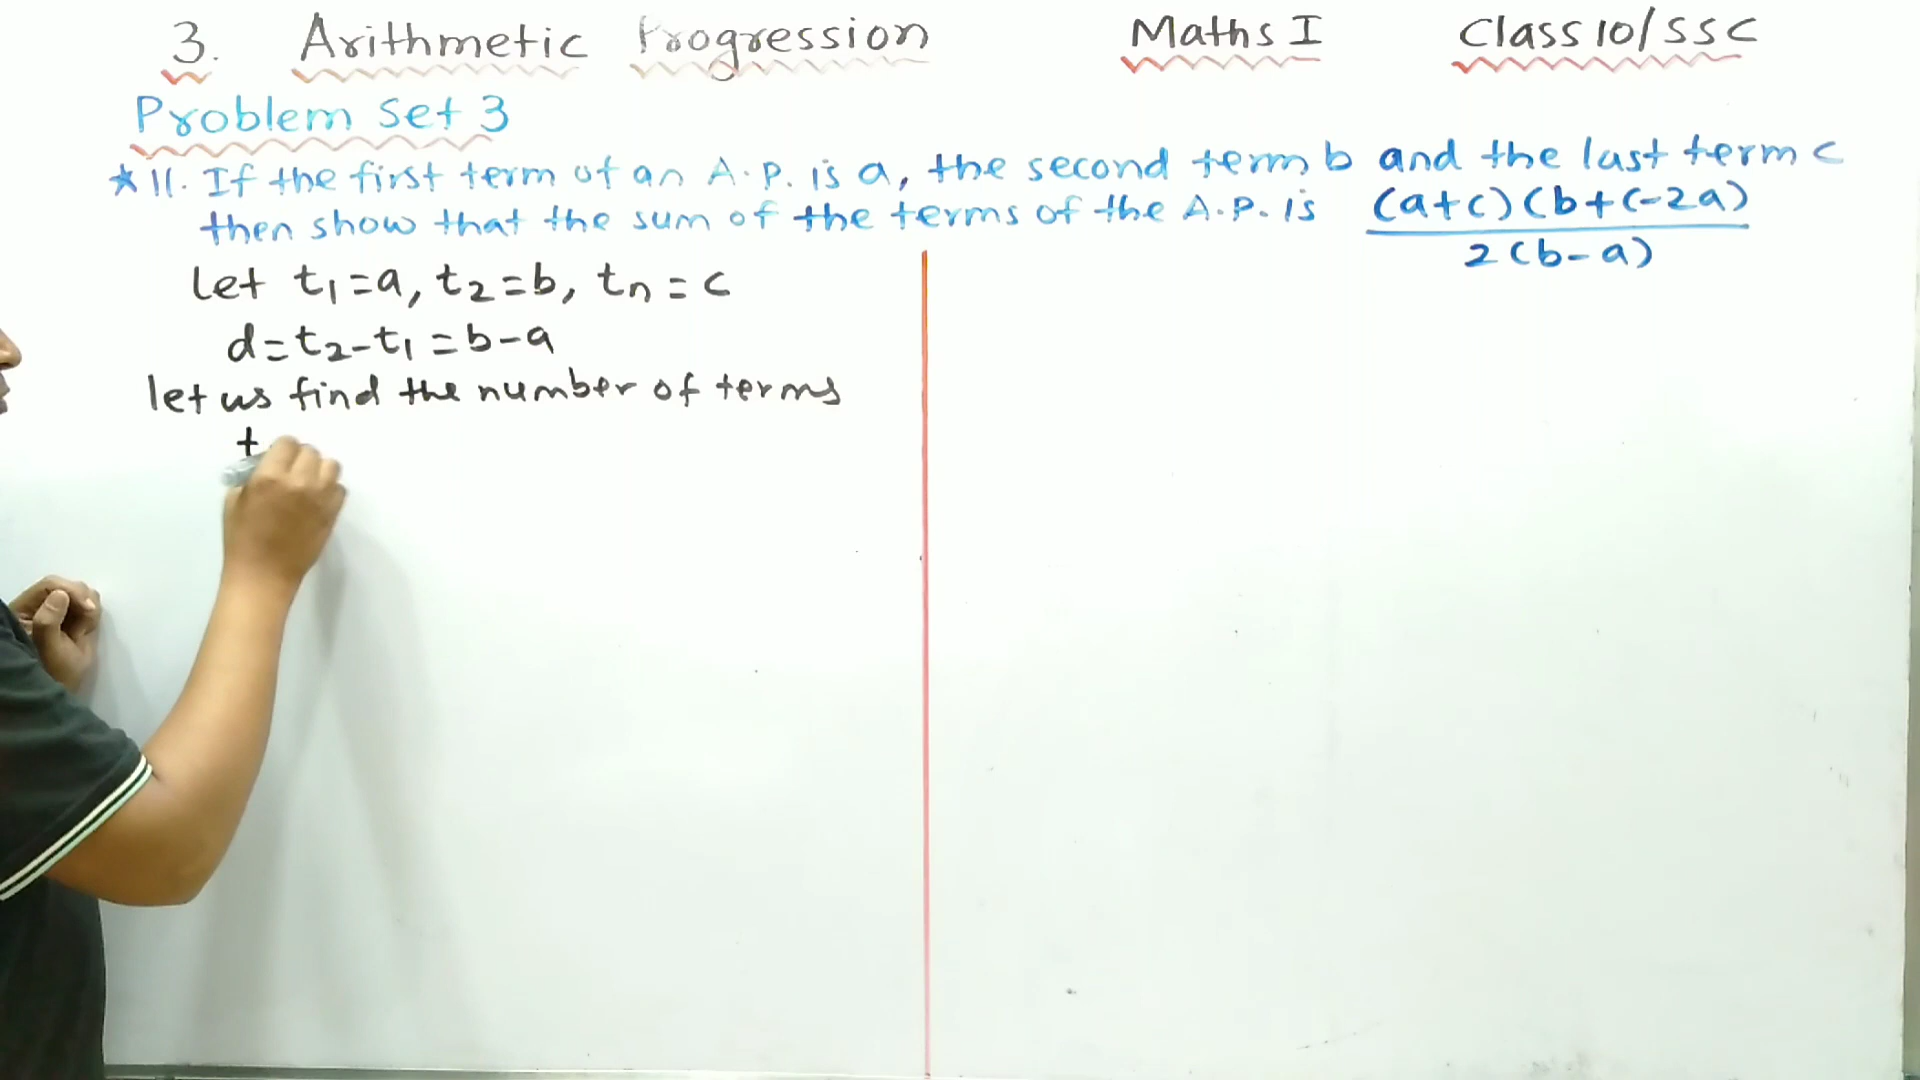 3. Arithmetic Progression Maths I Class 10/SSC
Problem Set 3
*11. If the first term of an A.P. is a, the second term b and the last term c
then show that the sum of the terms of the A.P. is (a+c)(b+c-2a)
2(b-a)
let t₁=a, t₂=b, tₙ=c
d=t₂-t₁=b-a
let us find the number of terms
t